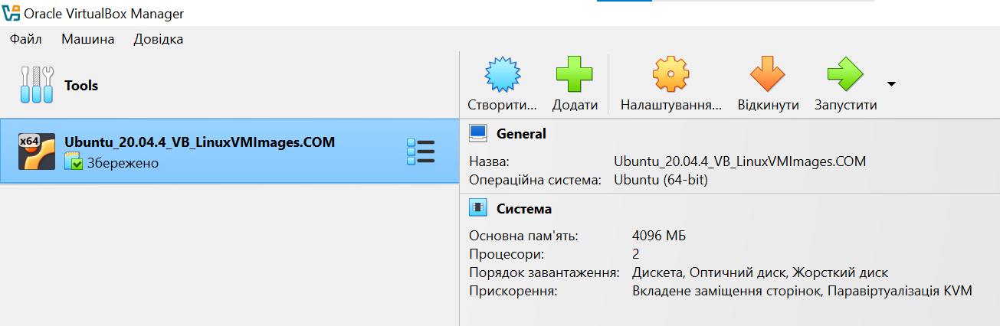 Oracle VirtualBox Manager
Файл Машина Довідка
Tools
Створити... Додати Налаштування... Відкинути Запустити
x64
Ubuntu_20.04.4_VB_LinuxVMImages.COM
Збережено
General
Назва: Ubuntu_20.04.4_VB_LinuxVMImages.COM
Операційна система: Ubuntu (64-bit)
Система
Основна пам'ять: 4096 МБ
Процесори: 2
Порядок завантаження: Дискета, Оптичний диск, Жорсткий диск
Прискорення: Вкладене заміщення сторінок, Паравіртуалізація KVM